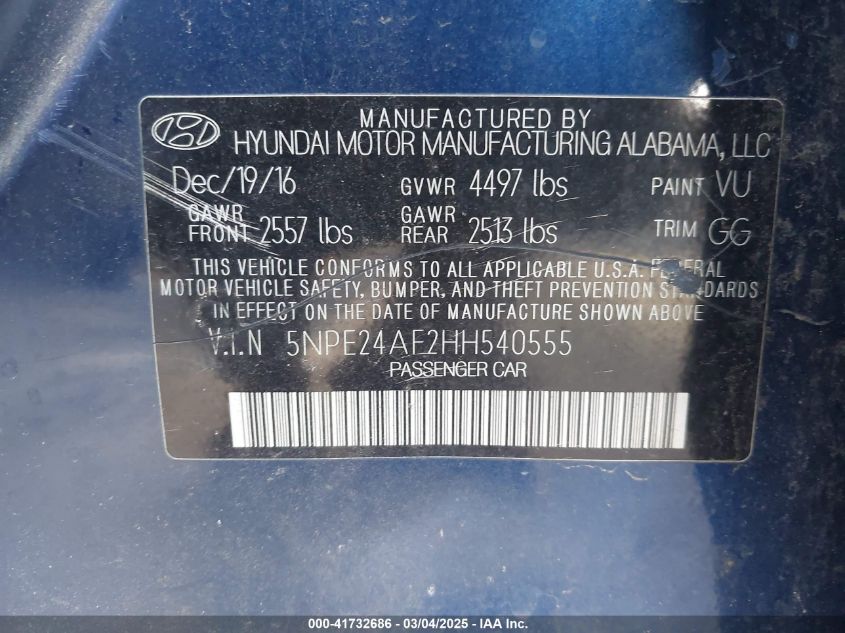 MANUFACTURED BY
HYUNDAI MOTOR MANUFACTURING ALABAMA, LLC
Dec/19/16 GVWR 4497 lbs PAINT VU
GAWR FRONT 2557 lbs GAWR REAR 2513 lbs TRIM GG
THIS VEHICLE CONFORMS TO ALL APPLICABLE U.S.A. FEDERAL
MOTOR VEHICLE SAFETY, BUMPER, AND THEFT PREVENTION STANDARDS
IN EFFECT ON THE DATE OF MANUFACTURE SHOWN ABOVE
V.I.N 5NPE24AF2HH540555
PASSENGER CAR
000-41732686 - 03/04/2025 - IAA Inc.